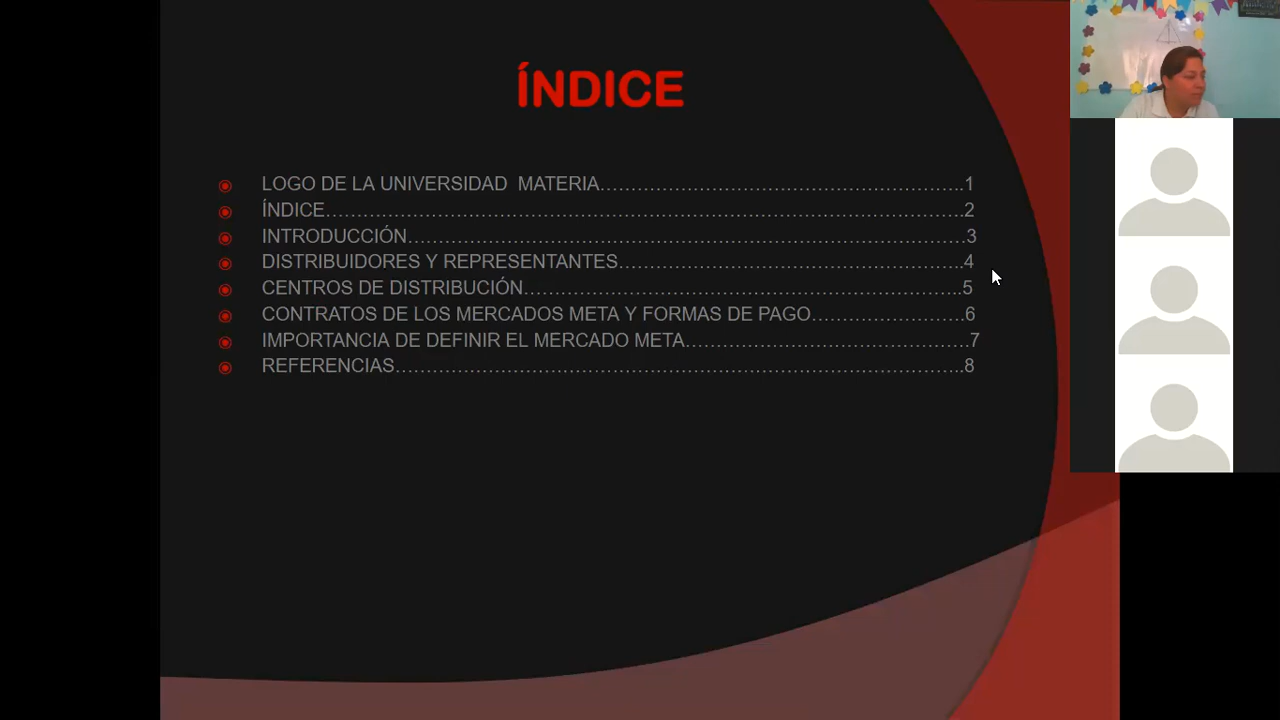 ÍNDICE
LOGO DE LA UNIVERSIDAD  MATERIA…………………………………………………..1
ÍNDICE…………………………………………………………………………………………..2
INTRODUCCIÓN……………………………………………………………………………….3
DISTRIBUIDORES Y REPRESENTANTES………………………………………………..4
CENTROS DE DISTRIBUCIÓN……………………………………………………………..5
CONTRATOS DE LOS MERCADOS META Y FORMAS DE PAGO…………………….6
IMPORTANCIA DE DEFINIR EL MERCADO META……………………………………….7
REFERENCIAS………………………………………………………………………………..8